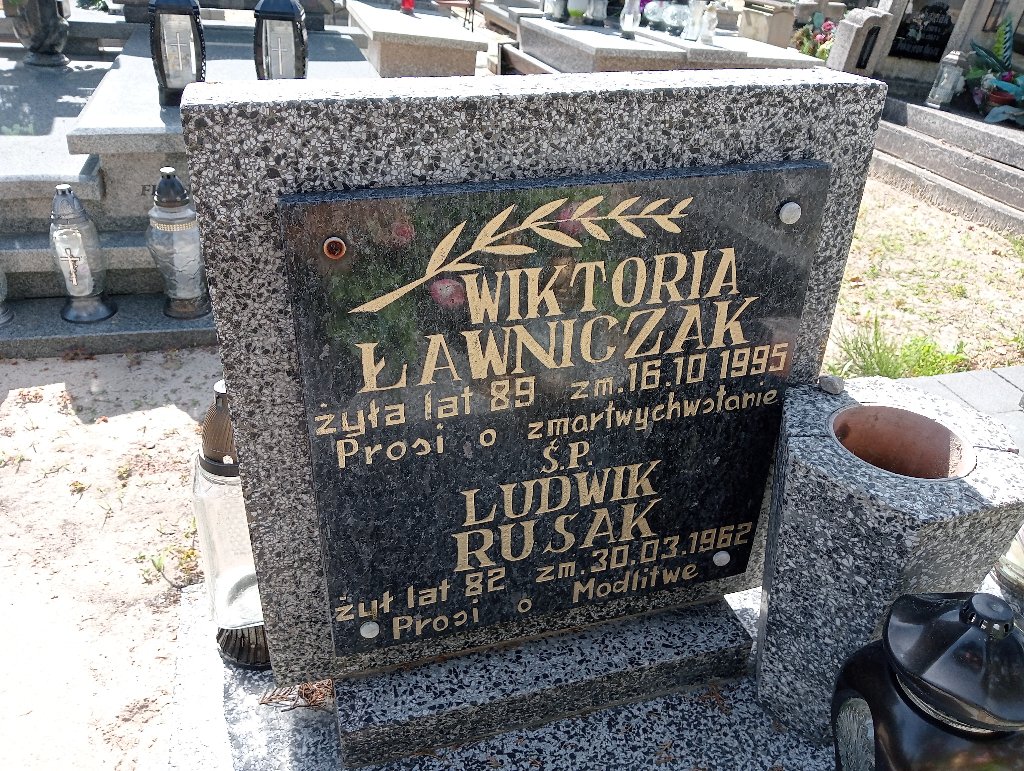 WIKTORIA
ŁAWNICZAK
żyła lat 89 zm. 16.10 1995
Prosi o zmartwychwstanie
Ś.P.
LUDWIK
RUSAK
żył lat 82 zm. 30.03.1962
Prosi o Modlitwe